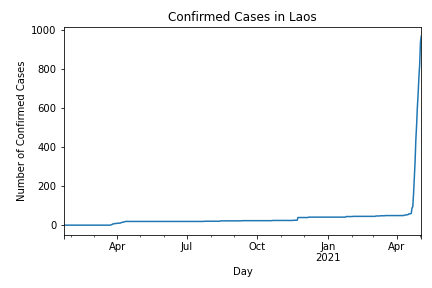 Confirmed Cases in Laos
1000
800
600
400
200
0
Number of Confirmed Cases
Apr Jul Oct Jan Apr
2021
Day